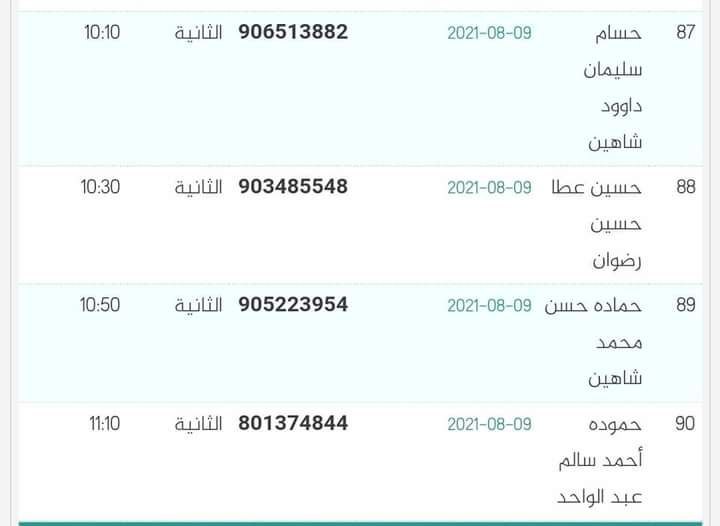 87 حسام 2021-08-09 906513882 الثانية 10:10
سليمان
داوود
شاهين
88 حسين عطا 2021-08-09 903485548 الثانية 10:30
حسين
رضوان
89 حماده حسن 2021-08-09 905223954 الثانية 10:50
محمد
شاهين
90 حموده 2021-08-09 801374844 الثانية 11:10
أحمد سالم
عبد الواحد